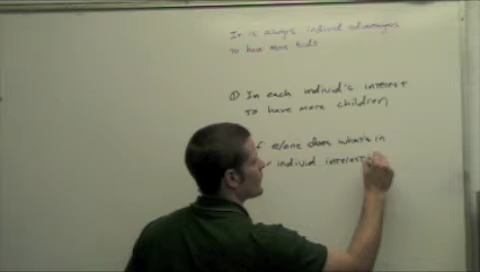 It is always individ advantageous
to have more kids
① In each individ's interest
to have more children
f e/one does what's in
individ interest